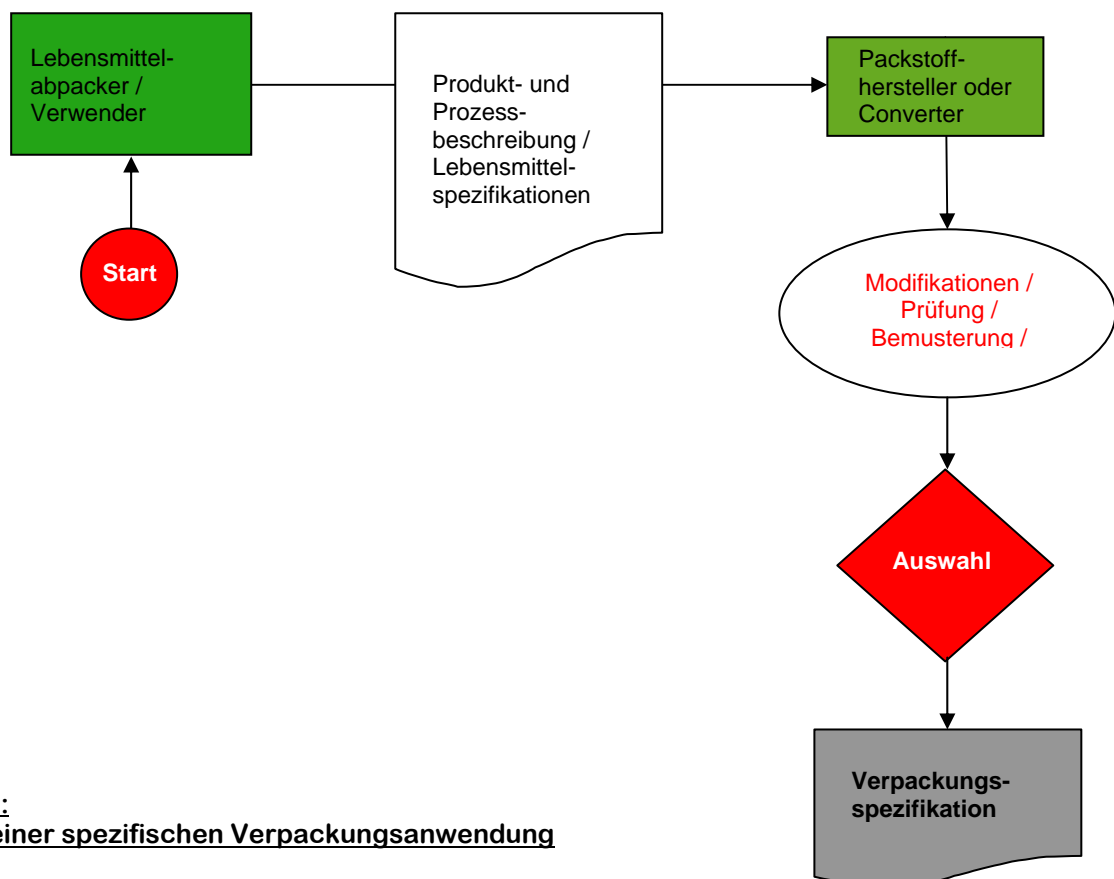 Lebensmittel-
abpacker /
Verwender
Produkt- und
Prozess-
beschreibung /
Lebensmittel-
spezifikationen
Packstoff-
hersteller oder
Converter
Start
Modifikationen /
Prüfung /
Bemusterung /
Auswahl
Verpackungs-
spezifikation
:
einer spezifischen Verpackungsanwendung